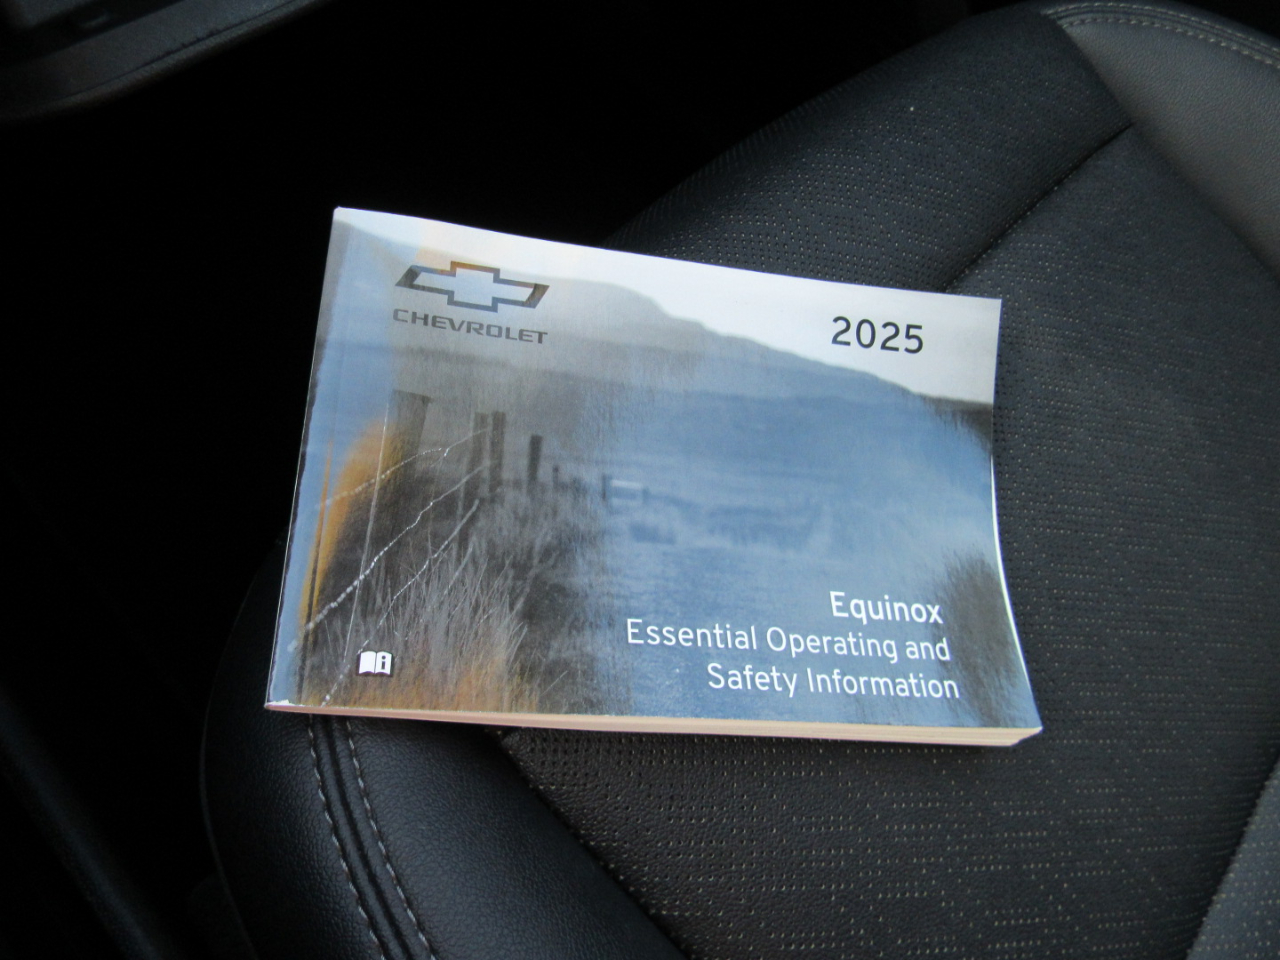 CHEVROLET
2025
Equinox
Essential Operating and
Safety Information